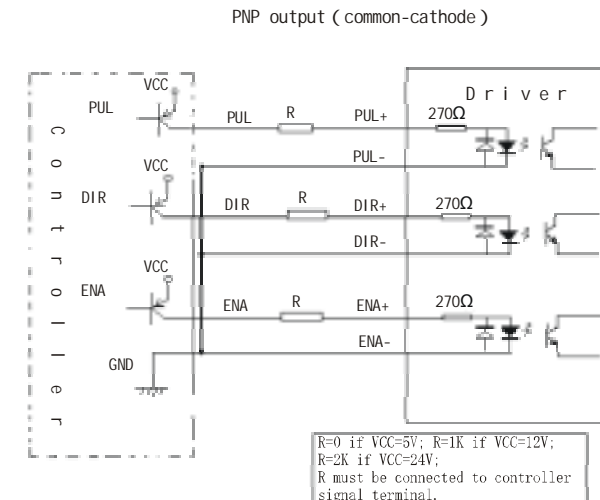 PNP output (common-cathode)
Driver
VCC
PUL
PUL
R
PUL+
270Ω
PUL-
VCC
DIR
DIR
R
DIR+
270Ω
DIR-
VCC
ENA
ENA
R
ENA+
270Ω
ENA-
GND
Controller
R=0 if VCC=5V; R=1K if VCC=12V;
R=2K if VCC=24V;
R must be connected to controller
signal terminal.